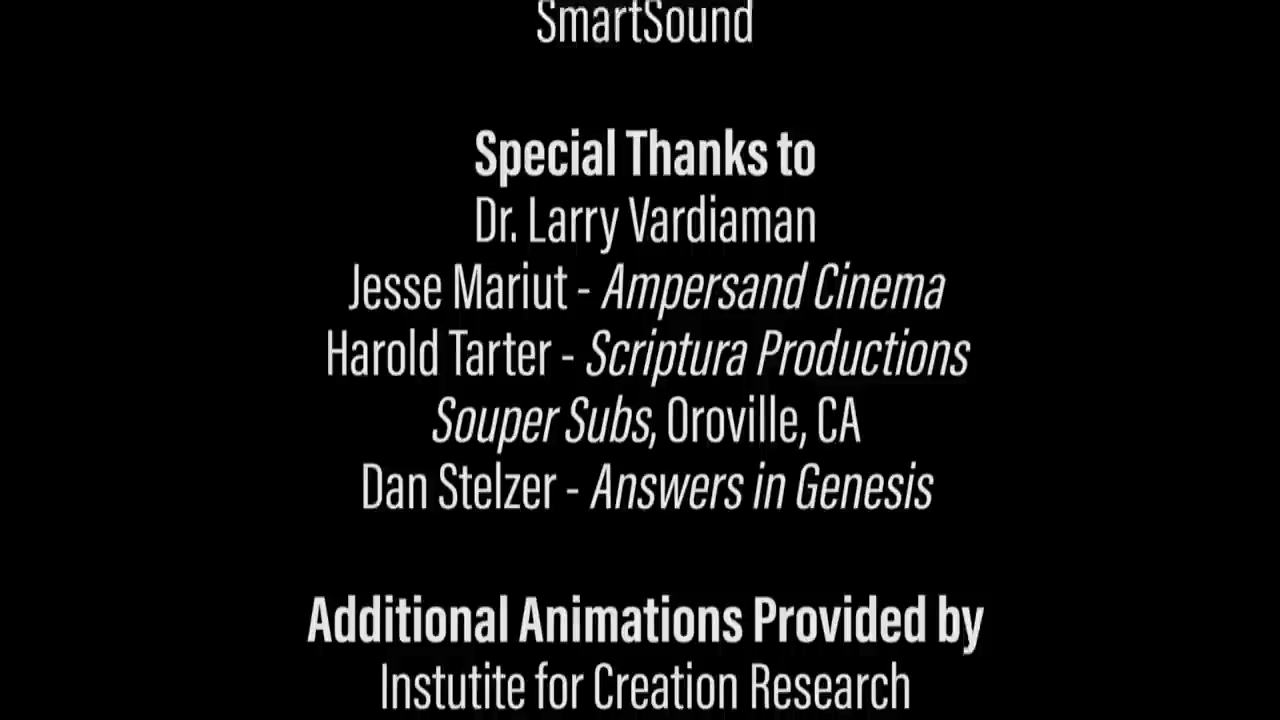 SmartSound
Special Thanks to
Dr. Larry Vardiaman
Jesse Mariut - Ampersand Cinema
Harold Tarter - Scriptura Productions
Souper Subs, Oroville, CA
Dan Stelzer - Answers in Genesis
Additional Animations Provided by
Instutite for Creation Research